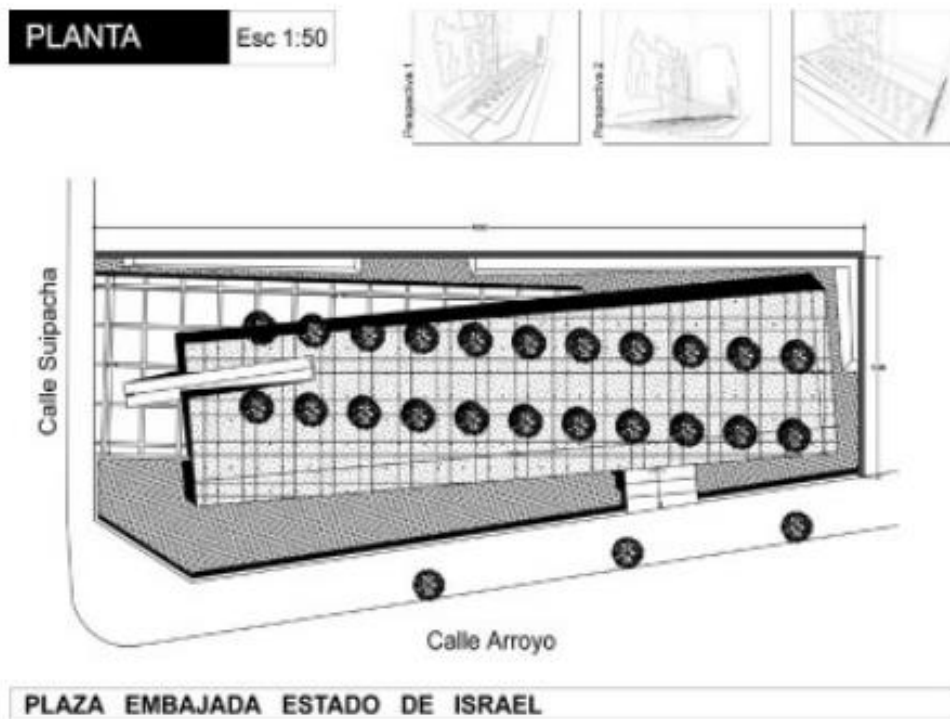 PLANTA
Esc 1:50
Perspectiva 1
Perspectiva 2
Calle Suipacha
Calle Arroyo
PLAZA EMBAJADA ESTADO DE ISRAEL